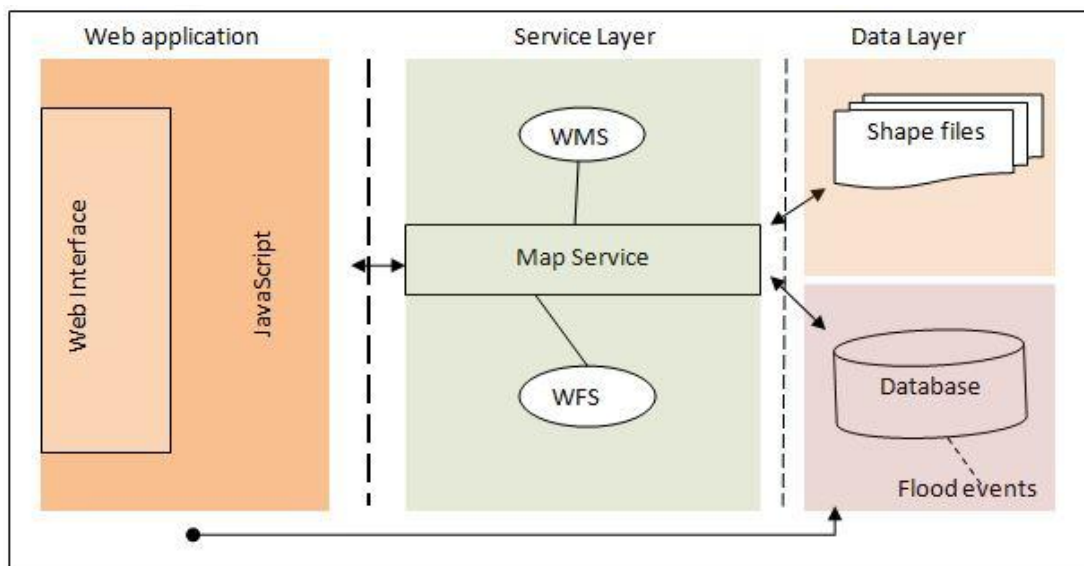 Web application
Service Layer
Data Layer
Web Interface
JavaScript
WMS
Map Service
WFS
Shape files
Database
Flood events